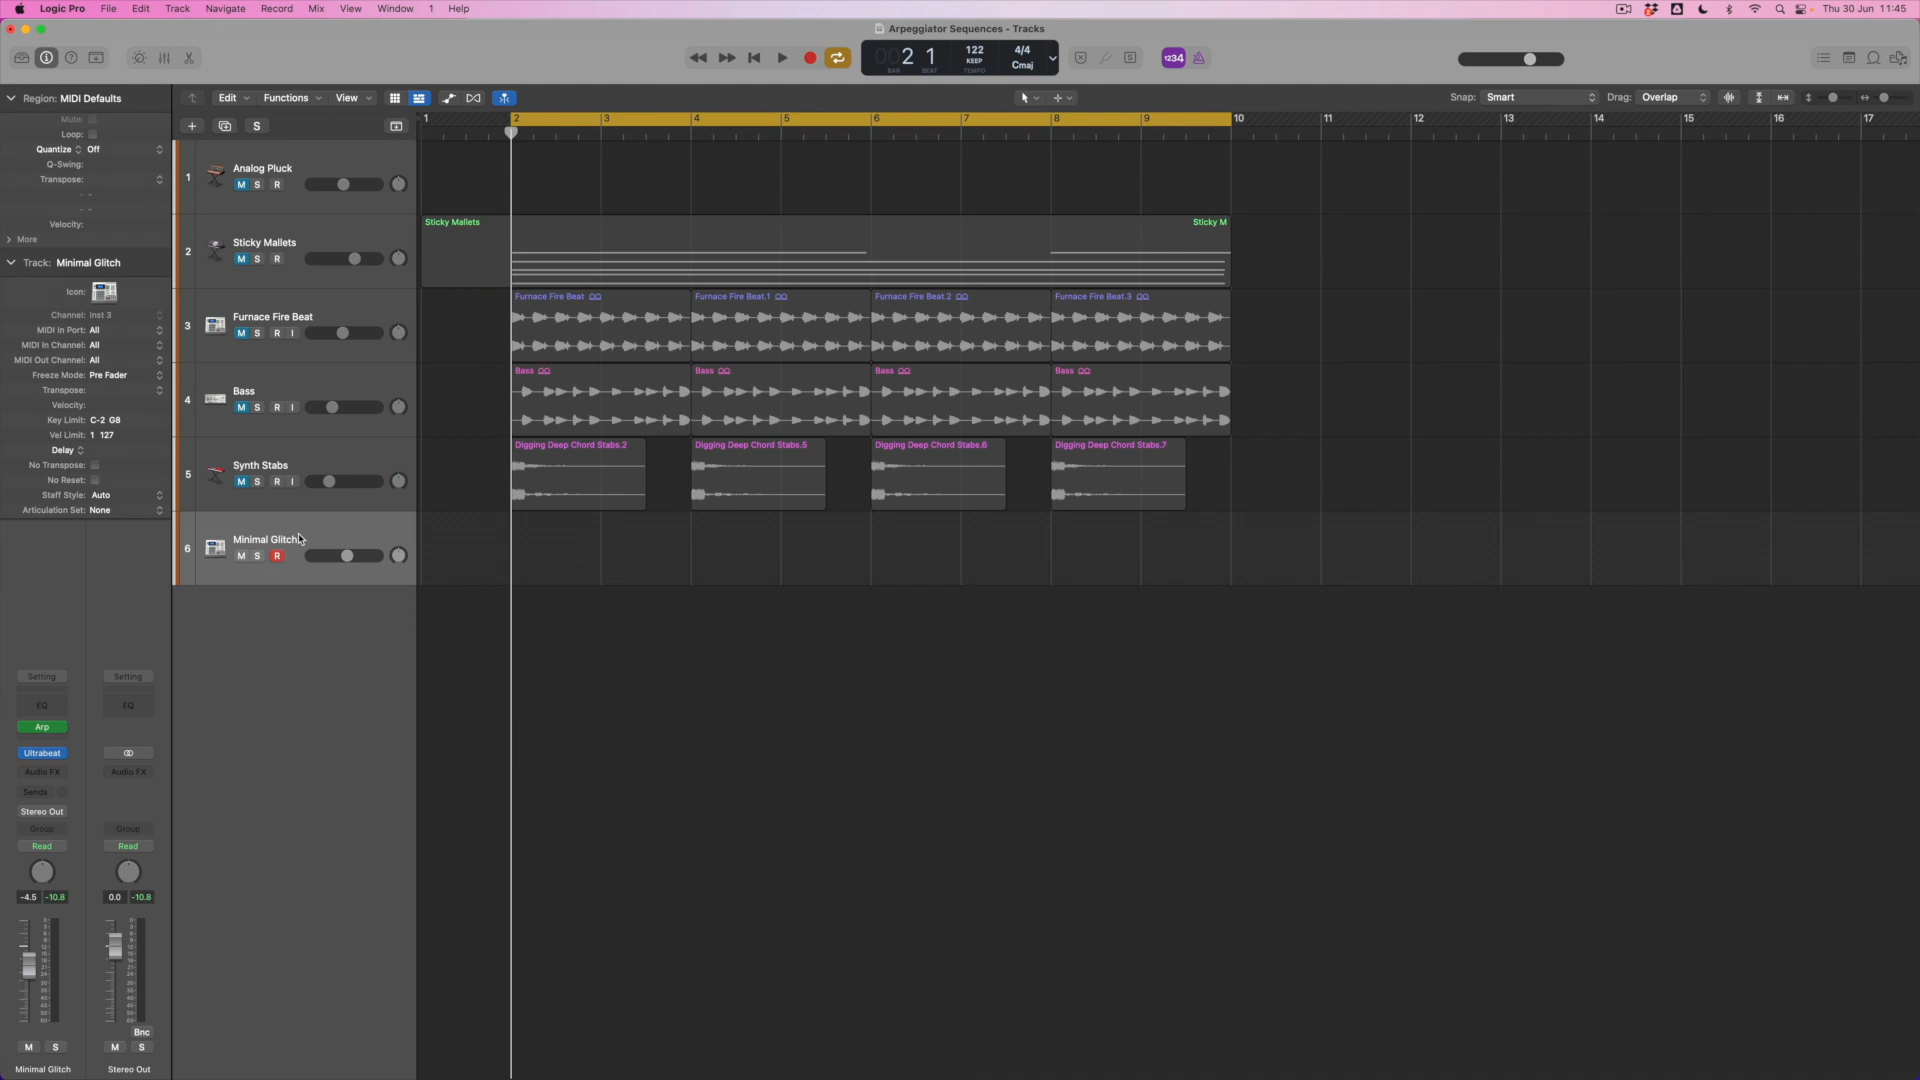 Logic Pro File Edit Track Navigate Record Mix View Window 1 Help Thu 30 Jun 11:45
Arpeggiator Sequences - Tracks
002 1
BAR BEAT
122
KEEP
TEMPO
4/4
Cmaj
1234
Region: MIDI Defaults
Mute:
Loop:
Quantize Off
Q-Swing:
Transpose:
- -
- -
Velocity:
More
Track: Minimal Glitch
Icon:
Channel: Inst 3
MIDI In Port: All
MIDI In Channel: All
MIDI Out Channel: All
Freeze Mode: Pre Fader
Transpose:
Velocity:
Key Limit: C-2 G8
Vel Limit: 1 127
Delay
No Transpose:
No Reset:
Staff Style: Auto
Articulation Set: None
Edit Functions View
Snap: Smart Drag: Overlap
S
1 2 3 4 5 6 7 8 9 10 11 12 13 14 15 16 17
1 Analog Pluck
M S R
2 Sticky Mallets
M S R
Sticky Mallets Sticky M
3 Furnace Fire Beat
M S R I
Furnace Fire Beat Furnace Fire Beat.1 Furnace Fire Beat.2 Furnace Fire Beat.3
4 Bass
M S R I
Bass Bass Bass Bass
5 Synth Stabs
M S R I
Digging Deep Chord Stabs.2 Digging Deep Chord Stabs.5 Digging Deep Chord Stabs.6 Digging Deep Chord Stabs.7
6 Minimal Glitch
M S R
Setting Setting
EQ EQ
Arp
Ultrabeat
Audio FX Audio FX
Sends
Stereo Out
Group Group
Read Read
-4.5 -10.8 0.0 -10.8
Bnc
M S M S
Minimal Glitch Stereo Out